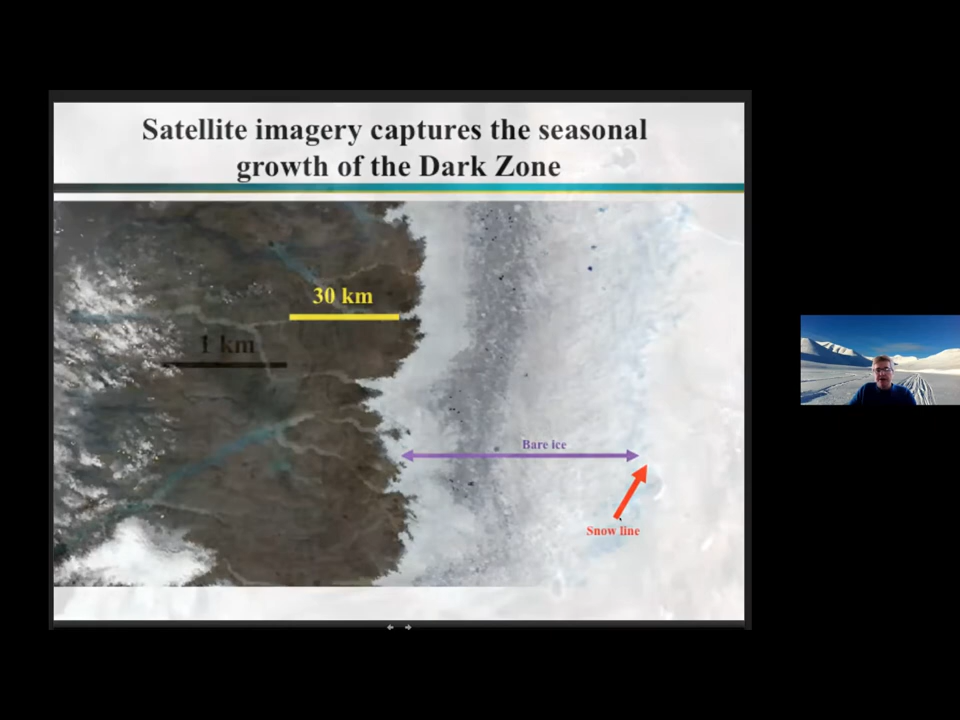 Satellite imagery captures the seasonal
growth of the Dark Zone
30 km
1 km
Bare ice
Snow line